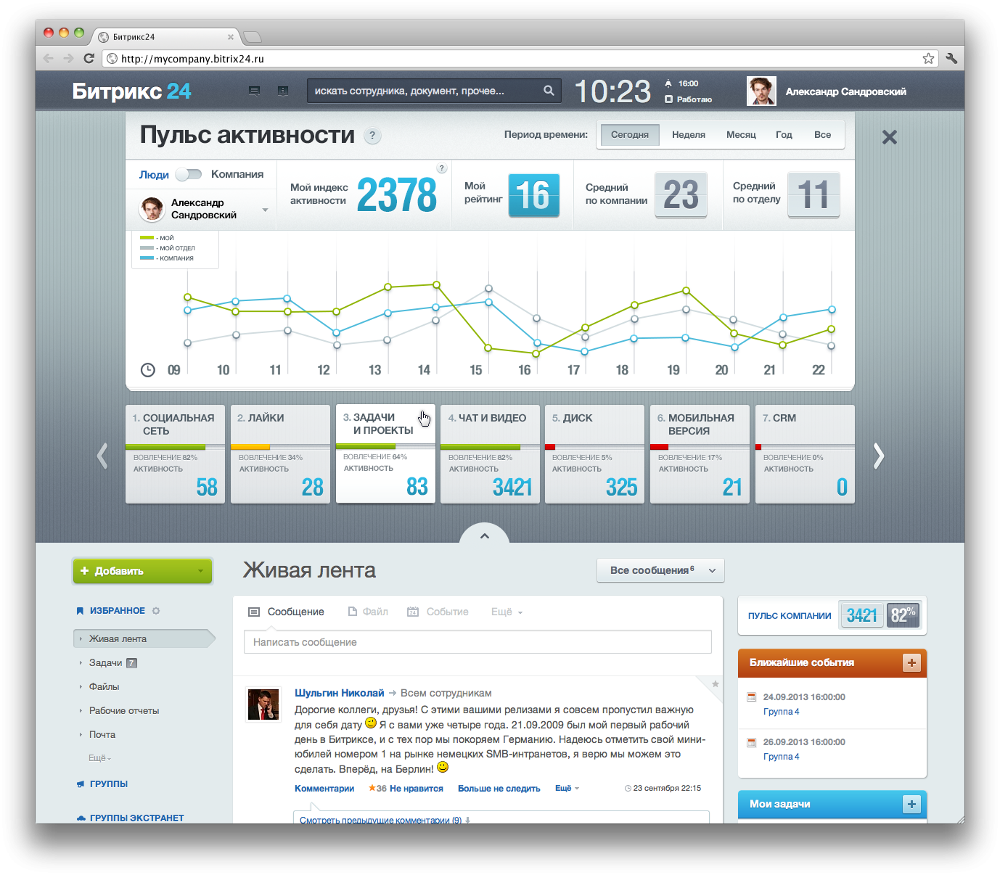 Битрикс24
http://mycompany.bitrix24.ru
Битрикс 24
искать сотрудника, документ, прочее...
10:23
16:00
Работаю
Александр Сандровский
Пульс активности ?
Период времени:
Сегодня Неделя Месяц Год Все
Люди Компания
Александр
Сандровский
Мой индекс
активности
2378
?
Мой
рейтинг
16
Средний
по компании
23
Средний
по отделу
11
- МОЙ
- МОЙ ОТДЕЛ
- КОМПАНИЯ
09 10 11 12 13 14 15 16 17 18 19 20 21 22
1. СОЦИАЛЬНАЯ
СЕТЬ
ВОВЛЕЧЕНИЕ 82%
АКТИВНОСТЬ
58
2. ЛАЙКИ
ВОВЛЕЧЕНИЕ 34%
АКТИВНОСТЬ
28
3. ЗАДАЧИ
И ПРОЕКТЫ
ВОВЛЕЧЕНИЕ 64%
АКТИВНОСТЬ
83
4. ЧАТ И ВИДЕО
ВОВЛЕЧЕНИЕ 82%
АКТИВНОСТЬ
3421
5. ДИСК
ВОВЛЕЧЕНИЕ 5%
АКТИВНОСТЬ
325
6. МОБИЛЬНАЯ
ВЕРСИЯ
ВОВЛЕЧЕНИЕ 17%
АКТИВНОСТЬ
21
7. CRM
ВОВЛЕЧЕНИЕ 0%
АКТИВНОСТЬ
0
+ Добавить
ИЗБРАННОЕ
Живая лента
Задачи 7
Файлы
Рабочие отчеты
Почта
Ещё
ГРУППЫ
ГРУППЫ ЭКСТРАНЕТ
Живая лента
Все сообщения 6
Сообщение Файл 24 Событие Ещё
Написать сообщение
Шульгин Николай → Всем сотрудникам
Дорогие коллеги, друзья! С этими вашими релизами я совсем пропустил важную
для себя дату Я с вами уже четыре года. 21.09.2009 был мой первый рабочий
день в Битриксе, и с тех пор мы покоряем Германию. Надеюсь отметить свой мини-
юбилей номером 1 на рынке немецких SMB-интранетов, я верю мы можем это
сделать. Вперёд, на Берлин!
Комментарии ★36 Не нравится Больше не следить Ещё 23 сентября 22:15
Смотреть предыдущие комментарии (9)
ПУЛЬС КОМПАНИИ 3421 82%
Ближайшие события +
24.09.2013 16:00:00
Группа 4
26.09.2013 16:00:00
Группа 4
Мои задачи +